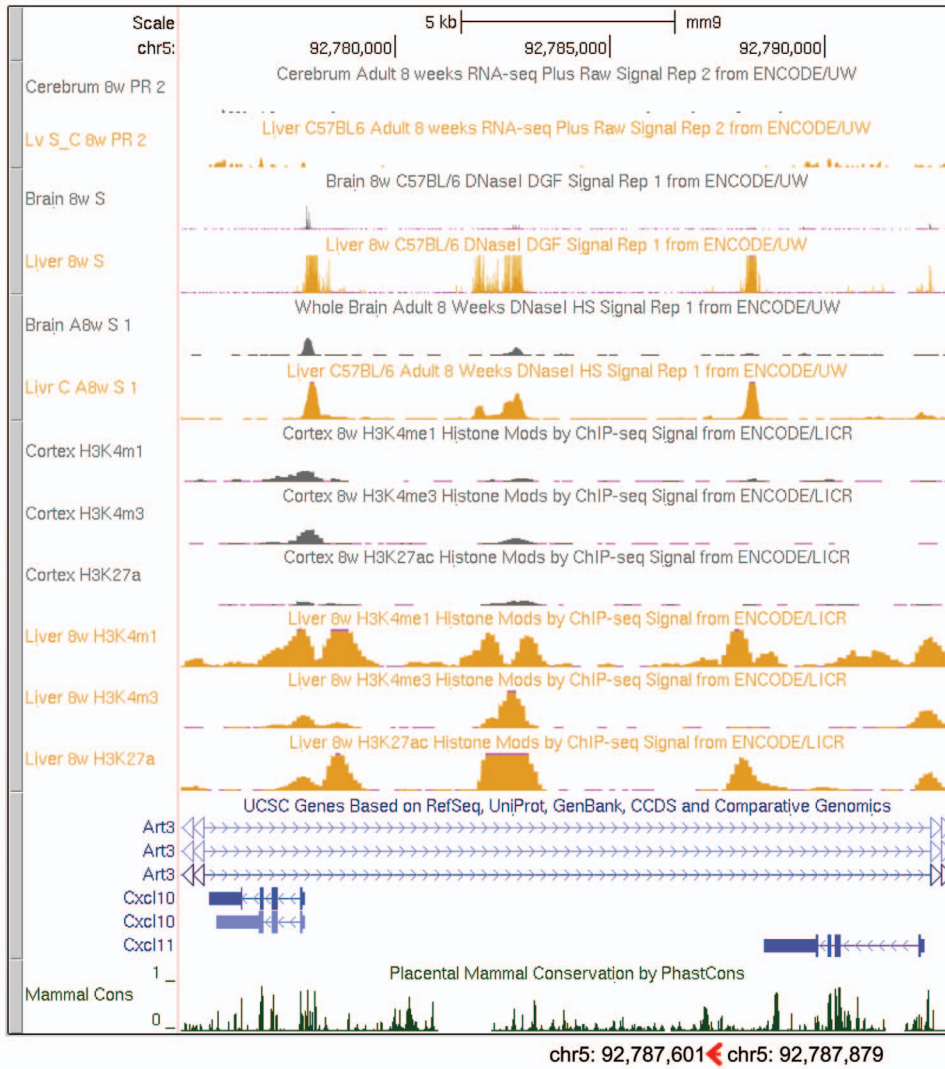 Scale 5 kb mm9
chr5: 92,780,000 92,785,000 92,790,000
Cerebrum Adult 8 weeks RNA-seq Plus Raw Signal Rep 2 from ENCODE/UW
Cerebrum 8w PR 2
Liver C57BL6 Adult 8 weeks RNA-seq Plus Raw Signal Rep 2 from ENCODE/UW
Lv S_C 8w PR 2
Brain 8w C57BL/6 DNaseI DGF Signal Rep 1 from ENCODE/UW
Brain 8w S
Liver 8w C57BL/6 DNaseI DGF Signal Rep 1 from ENCODE/UW
Liver 8w S
Whole Brain Adult 8 Weeks DNaseI HS Signal Rep 1 from ENCODE/UW
Brain A8w S 1
Liver C57BL/6 Adult 8 Weeks DNaseI HS Signal Rep 1 from ENCODE/UW
Livr C A8w S 1
Cortex 8w H3K4me1 Histone Mods by ChIP-seq Signal from ENCODE/LICR
Cortex H3K4m1
Cortex 8w H3K4me3 Histone Mods by ChIP-seq Signal from ENCODE/LICR
Cortex H3K4m3
Cortex 8w H3K27ac Histone Mods by ChIP-seq Signal from ENCODE/LICR
Cortex H3K27a
Liver 8w H3K4me1 Histone Mods by ChIP-seq Signal from ENCODE/LICR
Liver 8w H3K4m1
Liver 8w H3K4me3 Histone Mods by ChIP-seq Signal from ENCODE/LICR
Liver 8w H3K4m3
Liver 8w H3K27ac Histone Mods by ChIP-seq Signal from ENCODE/LICR
Liver 8w H3K27a
UCSC Genes Based on RefSeq, UniProt, GenBank, CCDS and Comparative Genomics
Art3
Art3
Art3
Cxcl10
Cxcl10
Cxcl11
Placental Mammal Conservation by PhastCons
1 _
Mammal Cons
0 _
chr5: 92,787,601 chr5: 92,787,879